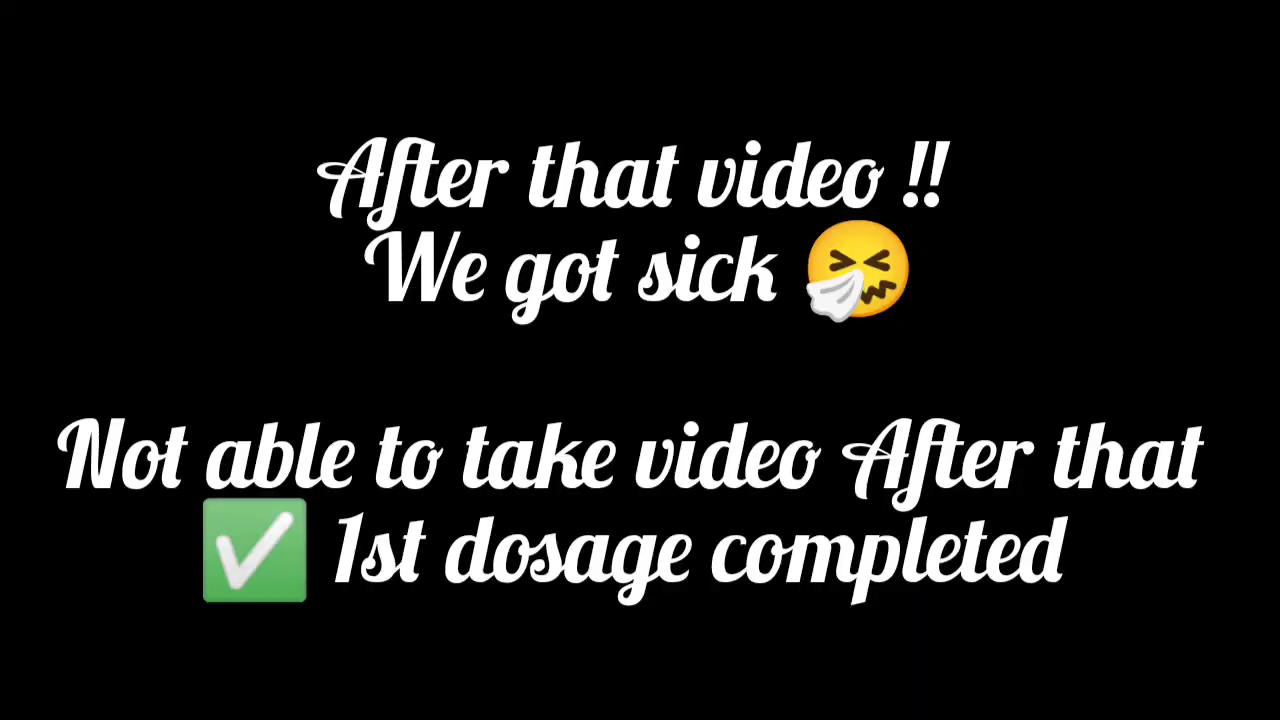 After that video !!
We got sick 🤧
Not able to take video After that
✅ 1st dosage completed